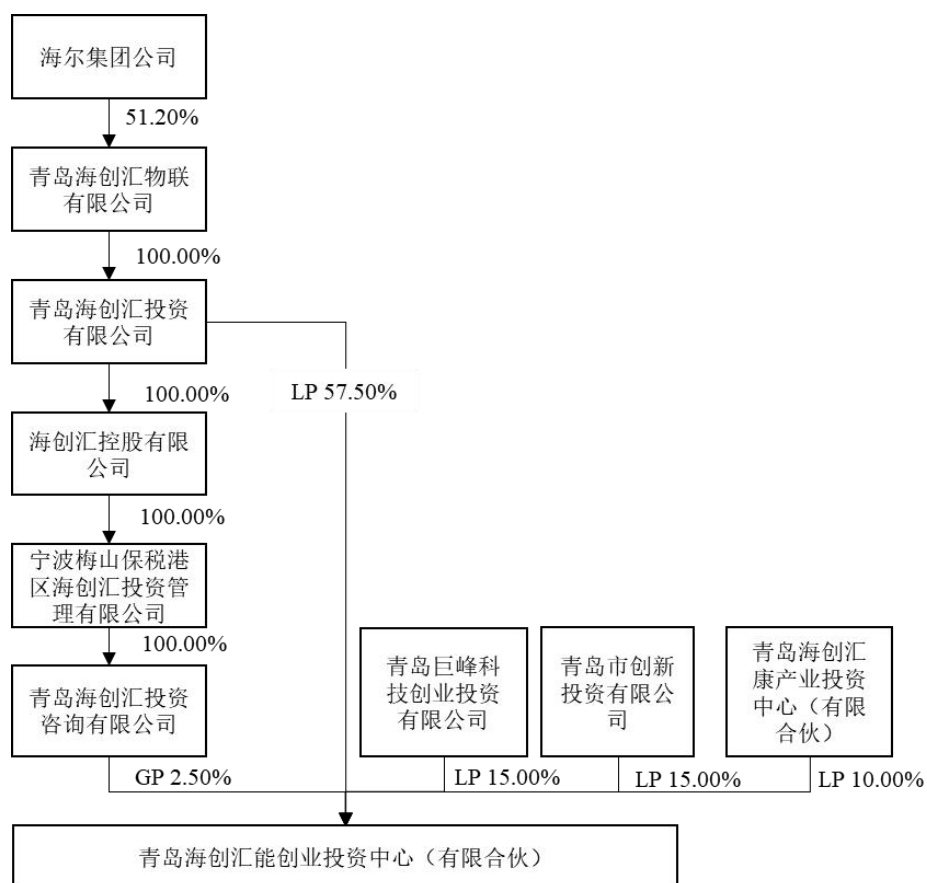 海尔集团公司
51.20%
青岛海创汇物联
有限公司
100.00%
青岛海创汇投资
有限公司
100.00%
LP 57.50%
海创汇控股有限
公司
100.00%
宁波梅山保税港
区海创汇投资管
理有限公司
100.00%
青岛海创汇投资
咨询有限公司
青岛巨峰科
技创业投资
有限公司
青岛市创新
投资有限公
司
青岛海创汇
康产业投资
中心（有限
合伙）
GP 2.50%
LP 15.00%
LP 15.00%
LP 10.00%
青岛海创汇能创业投资中心（有限合伙）